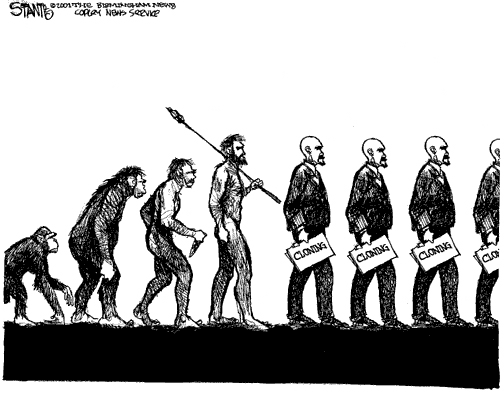 STANTIS ©2001 THE BIRMINGHAM NEWS
COPLEY NEWS SERVICE
CLONING
CLONING
CLONING